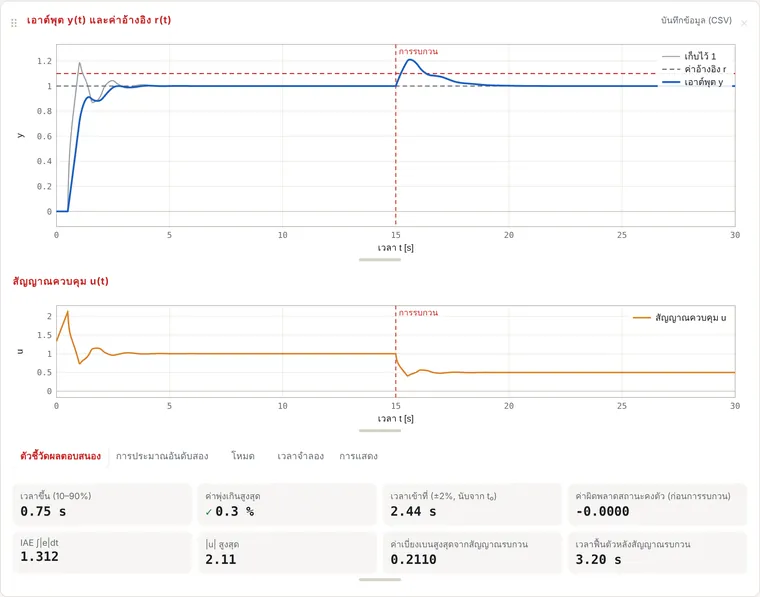 เอาต์พุต y(t) และค่าอ้างอิง r(t)
บันทึกข้อมูล (CSV) ×
การรบกวน
เก็บไว้ 1
ค่าอ้างอิง r
เอาต์พุต y
1.2
1
0.8
0.6
0.4
0.2
0
y
0 5 10 15 20 25 30
เวลา t [s]
สัญญาณควบคุม u(t)
การรบกวน
สัญญาณควบคุม u
2
1.5
1
0.5
0
u
0 5 10 15 20 25 30
เวลา t [s]
ตัวชี้วัดผลตอบสนอง การประมาณอันดับสอง โหมด เวลาจำลอง การแสดง
เวลาขึ้น (10–90%)
0.75 s
ค่าพุ่งเกินสูงสุด
✓ 0.3 %
เวลาเข้าที่ (±2%, นับจาก t₀)
2.44 s
ค่าผิดพลาดสถานะคงตัว (ก่อนการรบกวน)
-0.0000
IAE ∫|e|dt
1.312
|u| สูงสุด
2.11
ค่าเบี่ยงเบนสูงสุดจากสัญญาณรบกวน
0.2110
เวลาฟื้นตัวหลังสัญญาณรบกวน
3.20 s